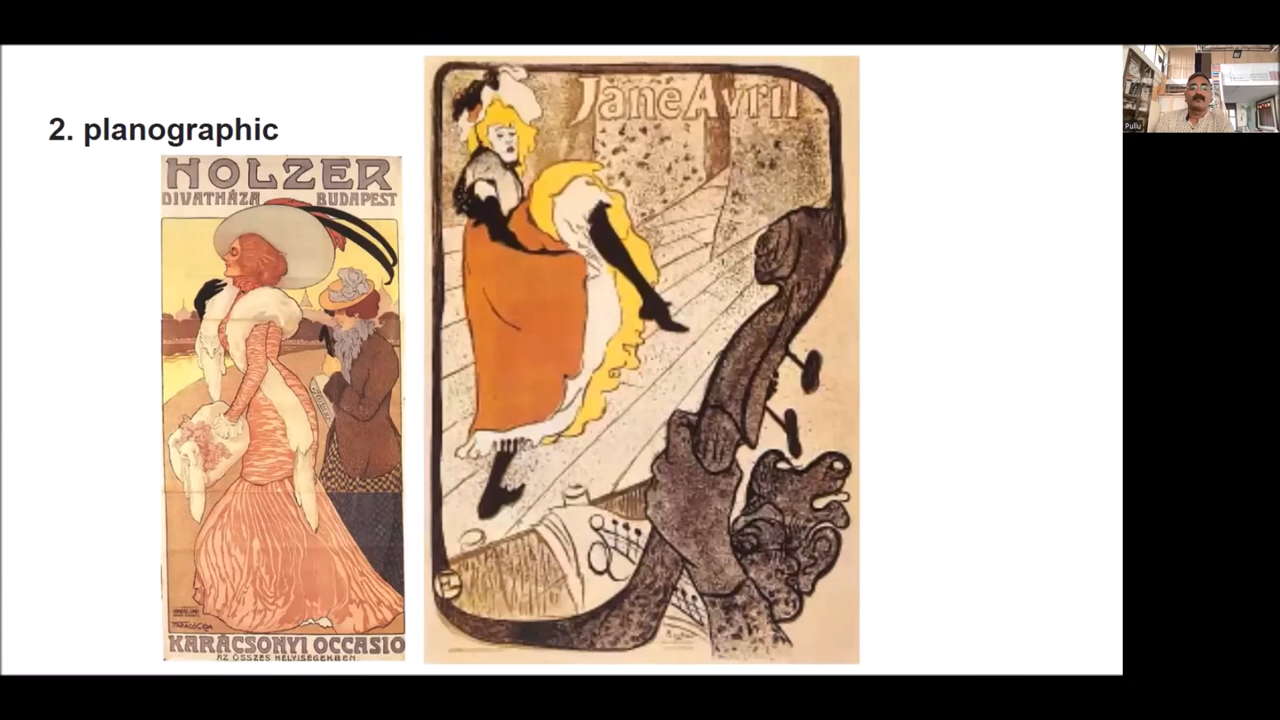 2. planographic
HOLZER
DIVATHÁZA BUDAPEST
KARÁCSONYI OCCASIO
AZ ÖSSZES HELYISÉGEKBEN
Jane Avril
Pullu